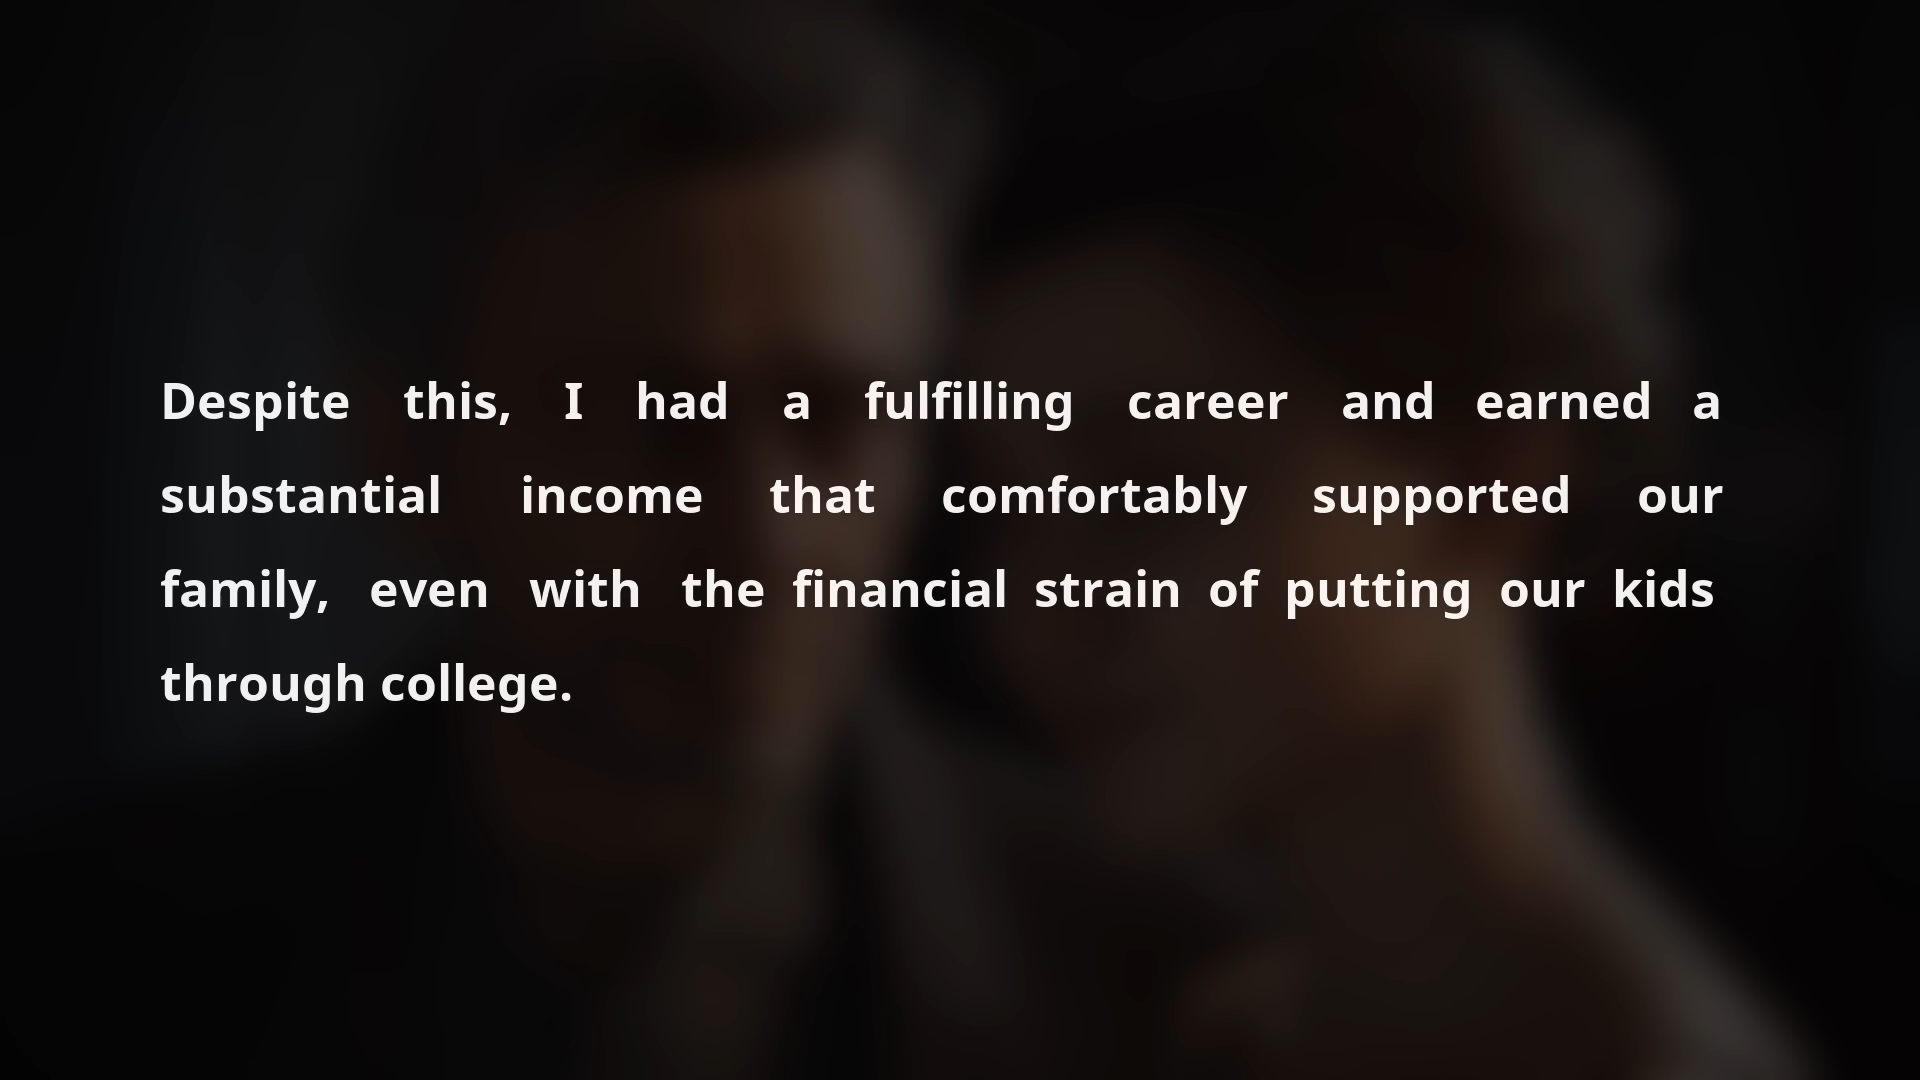 Despite this, I had a fulfilling career and earned a
substantial income that comfortably supported our
family, even with the financial strain of putting our kids
through college.